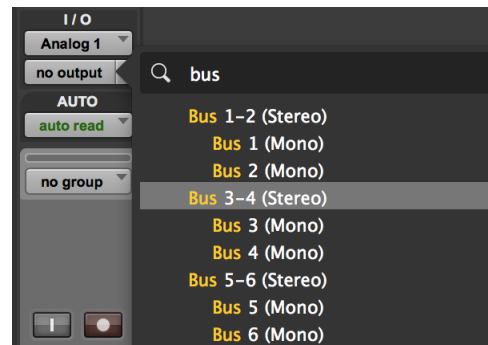 I/O
Analog 1
no output
AUTO
auto read
no group
I
bus
Bus 1-2 (Stereo)
Bus 1 (Mono)
Bus 2 (Mono)
Bus 3-4 (Stereo)
Bus 3 (Mono)
Bus 4 (Mono)
Bus 5-6 (Stereo)
Bus 5 (Mono)
Bus 6 (Mono)